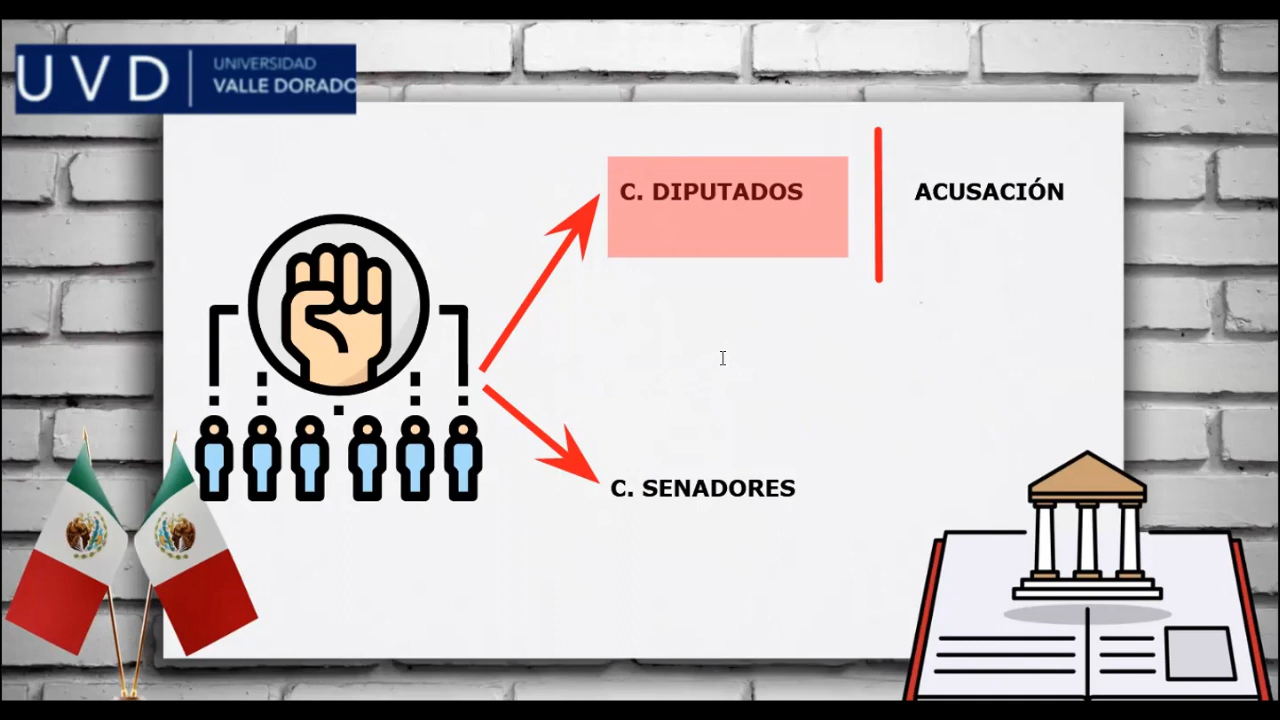 UVD
UNIVERSIDAD
VALLE DORADO
C. DIPUTADOS
ACUSACIÓN
C. SENADORES